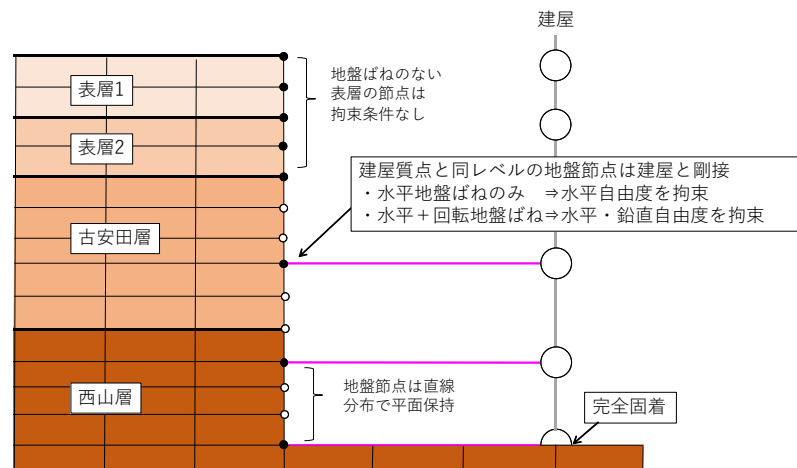 建屋
表層1
地盤ばねのない
表層の節点は
拘束条件なし
表層2
建屋質点と同レベルの地盤節点は建屋と剛接
・水平地盤ばねのみ　⇒水平自由度を拘束
・水平＋回転地盤ばね⇒水平・鉛直自由度を拘束
古安田層
西山層
地盤節点は直線
分布で平面保持
完全固着